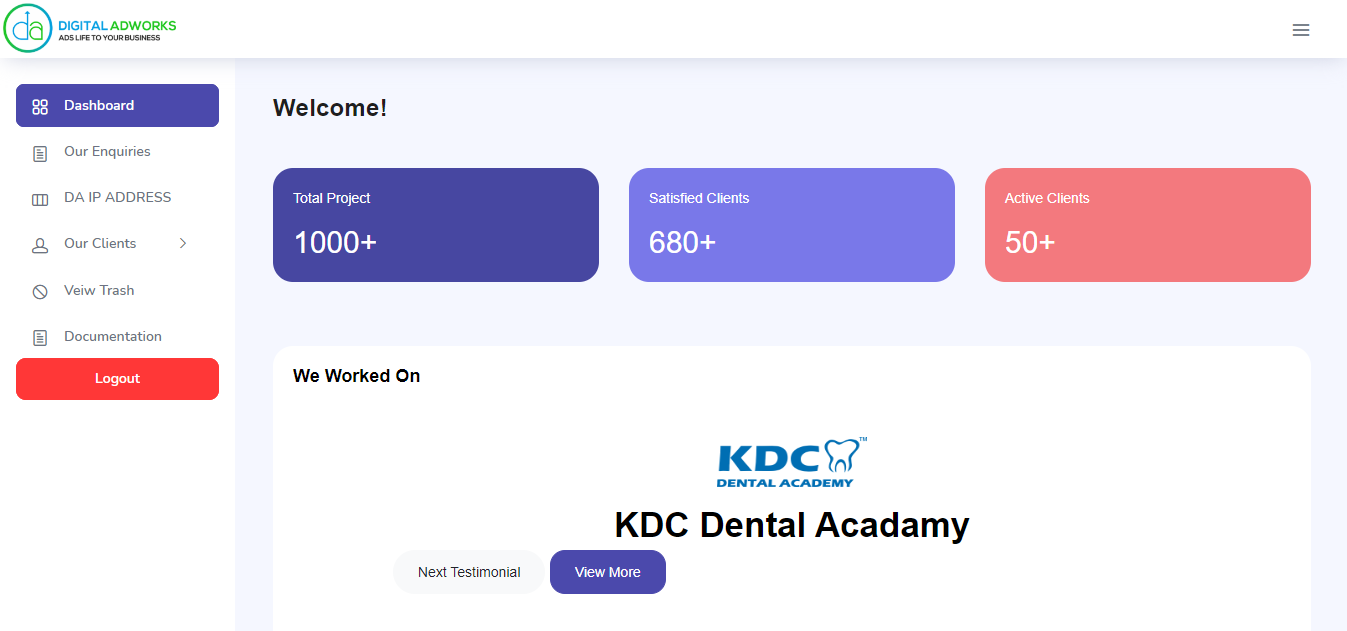 da
DIGITAL ADWORKS
ADS LIFE TO YOUR BUSINESS
Dashboard
Our Enquiries
DA IP ADDRESS
Our Clients
Veiw Trash
Documentation
Logout
Welcome!
Total Project
1000+
Satisfied Clients
680+
Active Clients
50+
We Worked On
KDC TM
DENTAL ACADEMY
KDC Dental Acadamy
Next Testimonial
View More